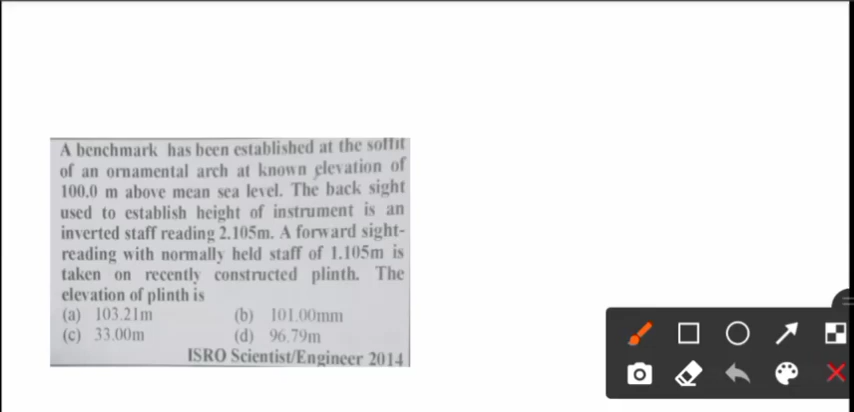 A benchmark has been established at the soffit
of an ornamental arch at known elevation of
100.0 m above mean sea level. The back sight
used to establish height of instrument is an
inverted staff reading 2.105m. A forward sight-
reading with normally held staff of 1.105m is
taken on recently constructed plinth. The
elevation of plinth is
(a) 103.21m (b) 101.00mm
(c) 33.00m (d) 96.79m
ISRO Scientist/Engineer 2014